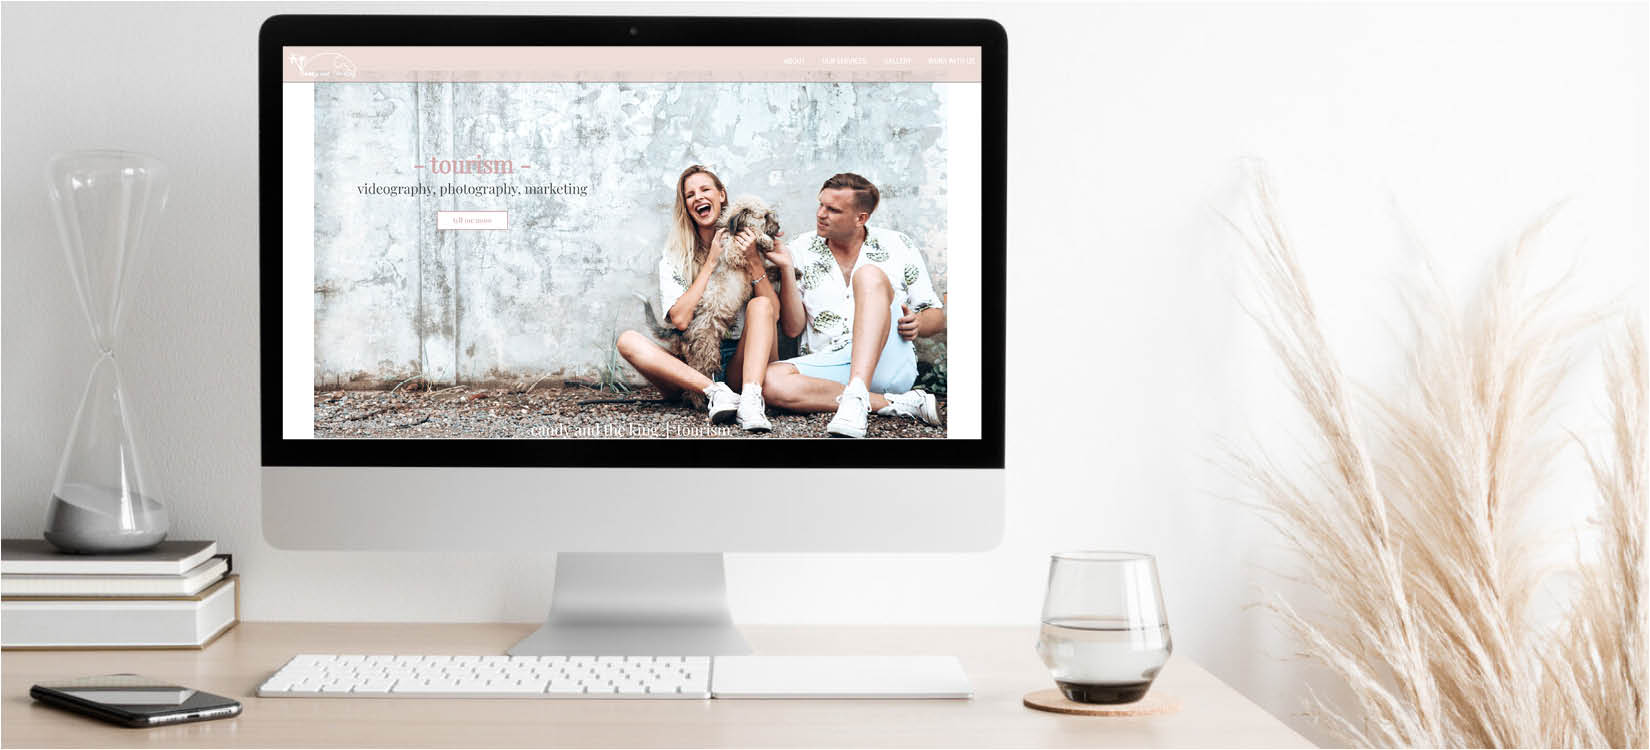 ABOUT OUR SERVICES GALLERY WORK WITH US
- tourism -
videography, photography, marketing
tell me more
candy and the king | tourism